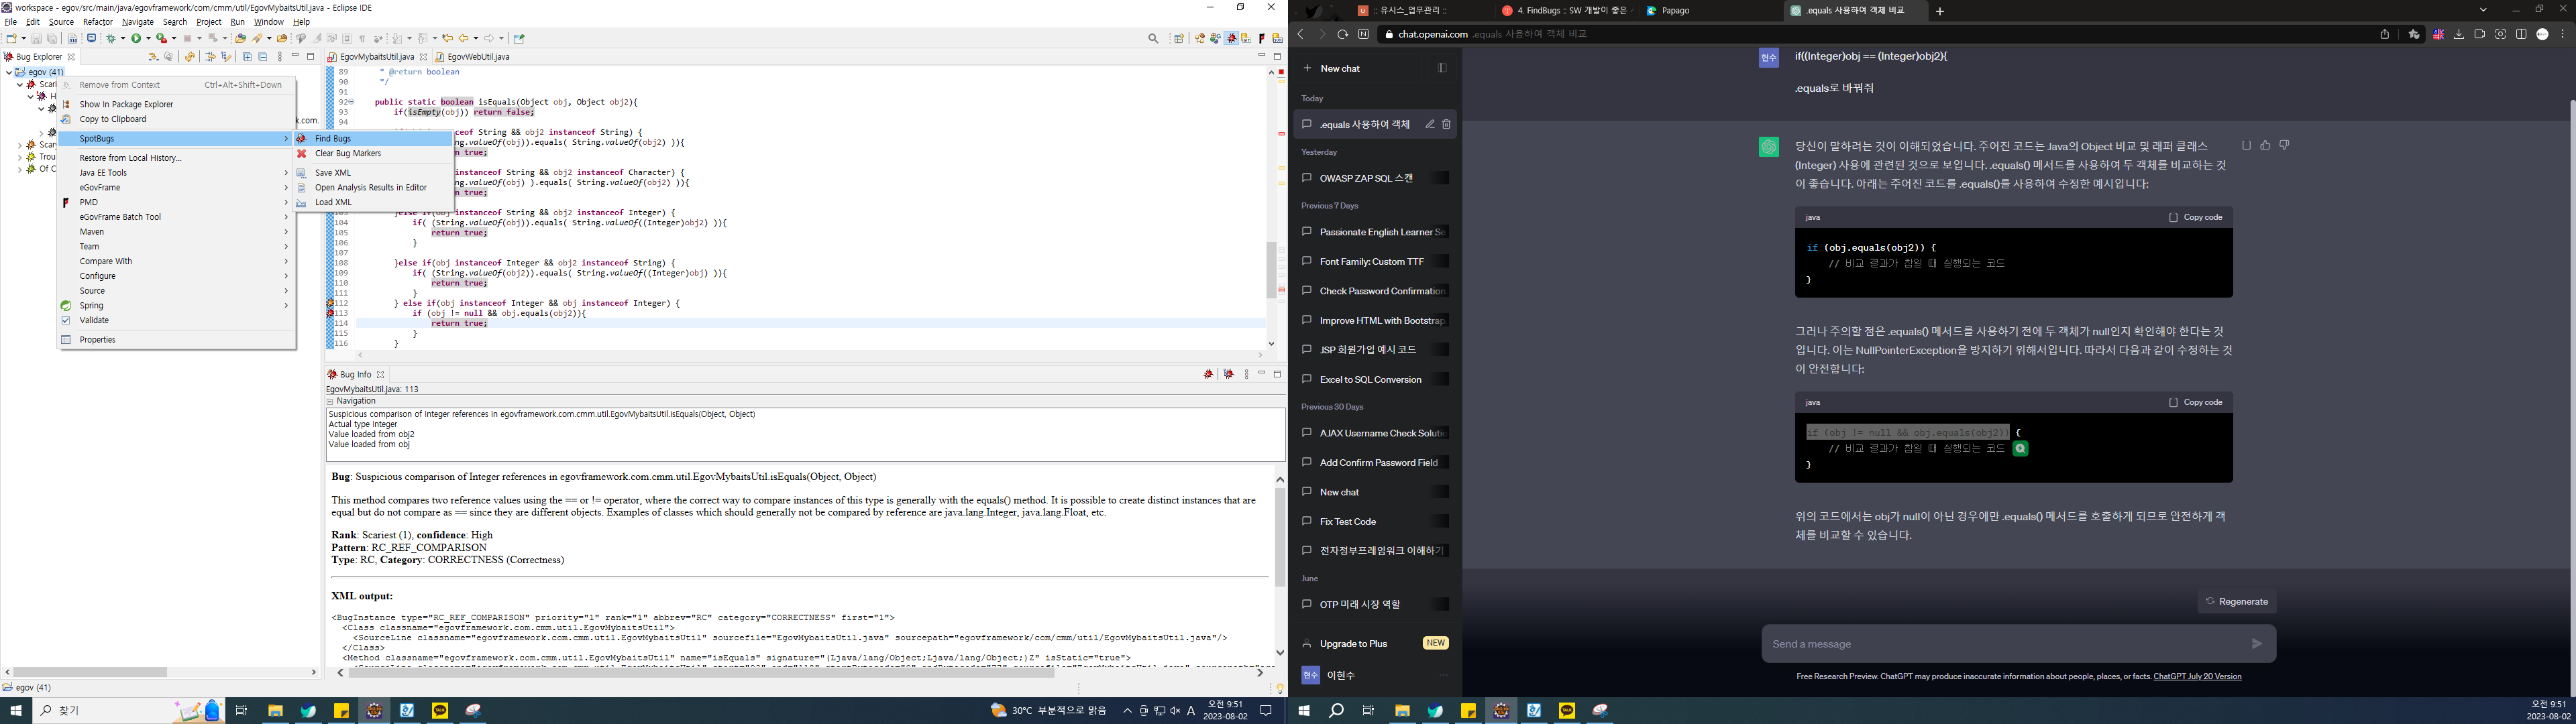 workspace - egov/src/main/java/egovframework/com/cmm/util/EgovMybaitsUtil.java - Eclipse IDE
File Edit Source Refactor Navigate Search Project Run Window Help
Bug Explorer
egov (41)
Scari
H
Scary
Trou
Of C
k.com.
Remove from Context Ctrl+Alt+Shift+Down
Show In Package Explorer
Copy to Clipboard
SpotBugs
Restore from Local History...
Java EE Tools
eGovFrame
PMD
eGovFrame Batch Tool
Maven
Team
Compare With
Configure
Source
Spring
Validate
Properties
Find Bugs
Clear Bug Markers
Save XML
Open Analysis Results in Editor
Load XML
EgovMybaitsUtil.java
EgovWebUtil.java
89 * @return boolean
90 */
91
92 public static boolean isEquals(Object obj, Object obj2){
93 if(isEmpty(obj)) return false;
94
ceof String && obj2 instanceof String) {
ng.valueOf(obj)).equals( String.valueOf(obj2) )){
n true;
ceof String && obj2 instanceof Character) {
ng.valueOf(obj) ).equals( String.valueOf(obj2) )){
n true;
103 }else if(obj instanceof String && obj2 instanceof Integer) {
104 if( (String.valueOf(obj)).equals( String.valueOf((Integer)obj2) )){
105 return true;
106 }
107
108 }else if(obj instanceof Integer && obj2 instanceof String) {
109 if( (String.valueOf(obj2)).equals( String.valueOf((Integer)obj) )){
110 return true;
111 }
112 } else if(obj instanceof Integer && obj instanceof Integer) {
113 if (obj != null && obj.equals(obj2)){
114 return true;
115 }
116 }
Bug Info
EgovMybaitsUtil.java: 113
Navigation
Suspicious comparison of Integer references in egovframework.com.cmm.util.EgovMybaitsUtil.isEquals(Object, Object)
Actual type Integer
Value loaded from obj2
Value loaded from obj
Bug: Suspicious comparison of Integer references in egovframework.com.cmm.util.EgovMybaitsUtil.isEquals(Object, Object)
This method compares two reference values using the == or != operator, where the correct way to compare instances of this type is generally with the equals() method. It is possible to create distinct instances that are
equal but do not compare as == since they are different objects. Examples of classes which should generally not be compared by reference are java.lang.Integer, java.lang.Float, etc.
Rank: Scariest (1), confidence: High
Pattern: RC_REF_COMPARISON
Type: RC, Category: CORRECTNESS (Correctness)
XML output:
<BugInstance type="RC_REF_COMPARISON" priority="1" rank="1" abbrev="RC" category="CORRECTNESS" first="1">
<Class classname="egovframework.com.cmm.util.EgovMybaitsUtil">
<SourceLine classname="egovframework.com.cmm.util.EgovMybaitsUtil" sourcefile="EgovMybaitsUtil.java" sourcepath="egovframework/com/cmm/util/EgovMybaitsUtil.java"/>
</Class>
<Method classname="egovframework.com.cmm.util.EgovMybaitsUtil" name="isEquals" signature="(Ljava/lang/Object;Ljava/lang/Object;)Z" isStatic="true">
egov (41)
찾기
30°C 부분적으로 맑음
A
오전 9:51
2023-08-02
:: 유시스_업무관리 ::
4. FindBugs :: SW 개발이 좋은
Papago
.equals 사용하여 객체 비교
chat.openai.com .equals 사용하여 객체 비교
New chat
Today
.equals 사용하여 객체
Yesterday
OWASP ZAP SQL 스캔
Previous 7 Days
Passionate English Learner Se
Font Family: Custom TTF
Check Password Confirmation
Improve HTML with Bootstrap
JSP 회원가입 예시 코드
Excel to SQL Conversion
Previous 30 Days
AJAX Username Check Solutio
Add Confirm Password Field
New chat
Fix Test Code
전자정부프레임워크 이해하기
June
OTP 미래 시장 역할
Upgrade to Plus NEW
현수 이현수
현수
if((Integer)obj == (Integer)obj2){
.equals로 바꿔줘
당신이 말하려는 것이 이해되었습니다. 주어진 코드는 Java의 Object 비교 및 래퍼 클래스
(Integer) 사용에 관련된 것으로 보입니다. .equals() 메서드를 사용하여 두 객체를 비교하는 것
이 좋습니다. 아래는 주어진 코드를 .equals()를 사용하여 수정한 예시입니다:
java Copy code
if (obj.equals(obj2)) {
// 비교 결과가 참일 때 실행되는 코드
}
그러나 주의할 점은 .equals() 메서드를 사용하기 전에 두 객체가 null인지 확인해야 한다는 것
입니다. 이는 NullPointerException을 방지하기 위해서입니다. 따라서 다음과 같이 수정하는 것
이 안전합니다:
java Copy code
if (obj != null && obj.equals(obj2)) {
// 비교 결과가 참일 때 실행되는 코드
}
위의 코드에서는 obj가 null이 아닌 경우에만 .equals() 메서드를 호출하게 되므로 안전하게 객
체를 비교할 수 있습니다.
Regenerate
Send a message
Free Research Preview. ChatGPT may produce inaccurate information about people, places, or facts. ChatGPT July 20 Version
오전 9:51
2023-08-02